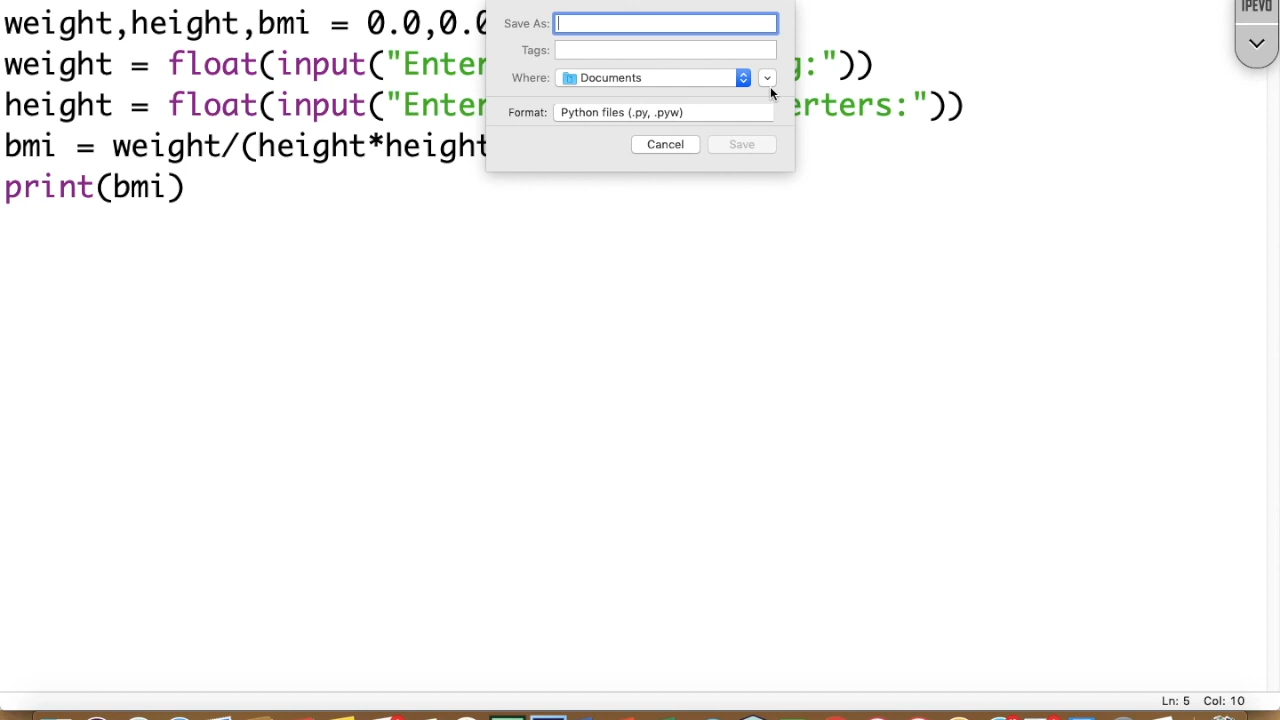 weight,height,bmi = 0.0,0.0
weight = float(input("Enter g:"))
height = float(input("Enter erters:"))
bmi = weight/(height*height
print(bmi)
Save As:
Tags:
Where: Documents
Format: Python files (.py, .pyw)
Cancel Save
IPEVO
Ln: 5 Col: 10